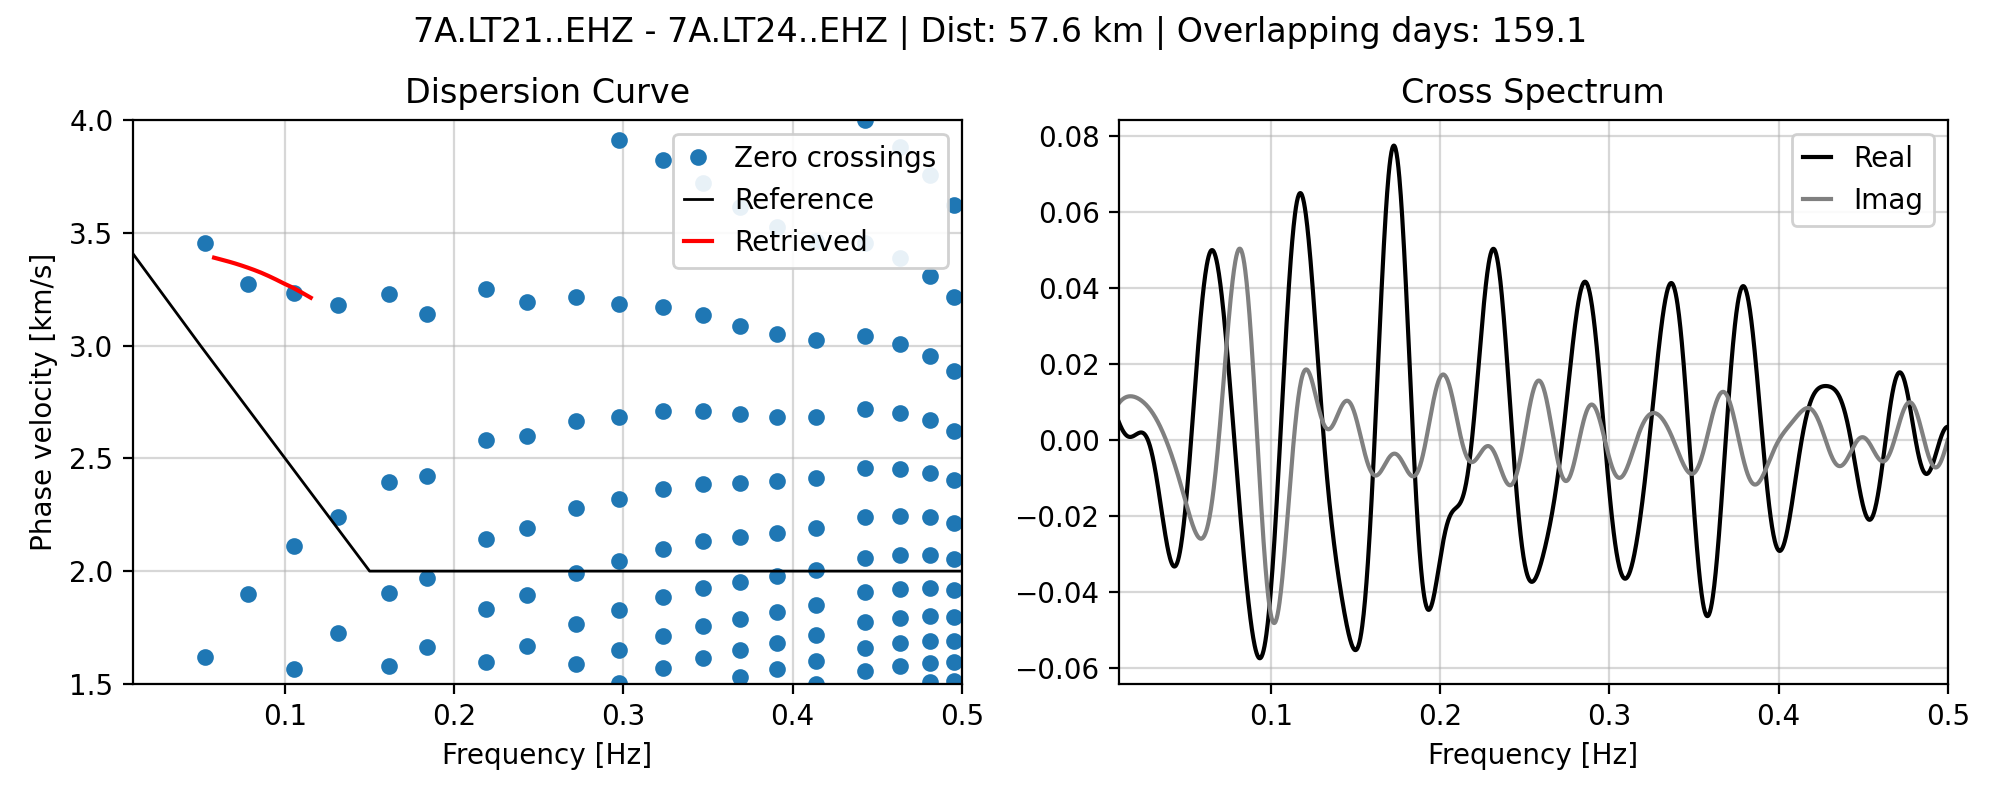 7A.LT21..EHZ - 7A.LT24..EHZ | Dist: 57.6 km | Overlapping days: 159.1
Dispersion Curve
Phase velocity [km/s]
4.0
3.5
3.0
2.5
2.0
1.5
0.1
0.2
0.3
0.4
0.5
Frequency [Hz]
Zero crossings
Reference
Retrieved
Cross Spectrum
0.08
0.06
0.04
0.02
0.00
−0.02
−0.04
−0.06
0.1
0.2
0.3
0.4
0.5
Frequency [Hz]
Real
Imag